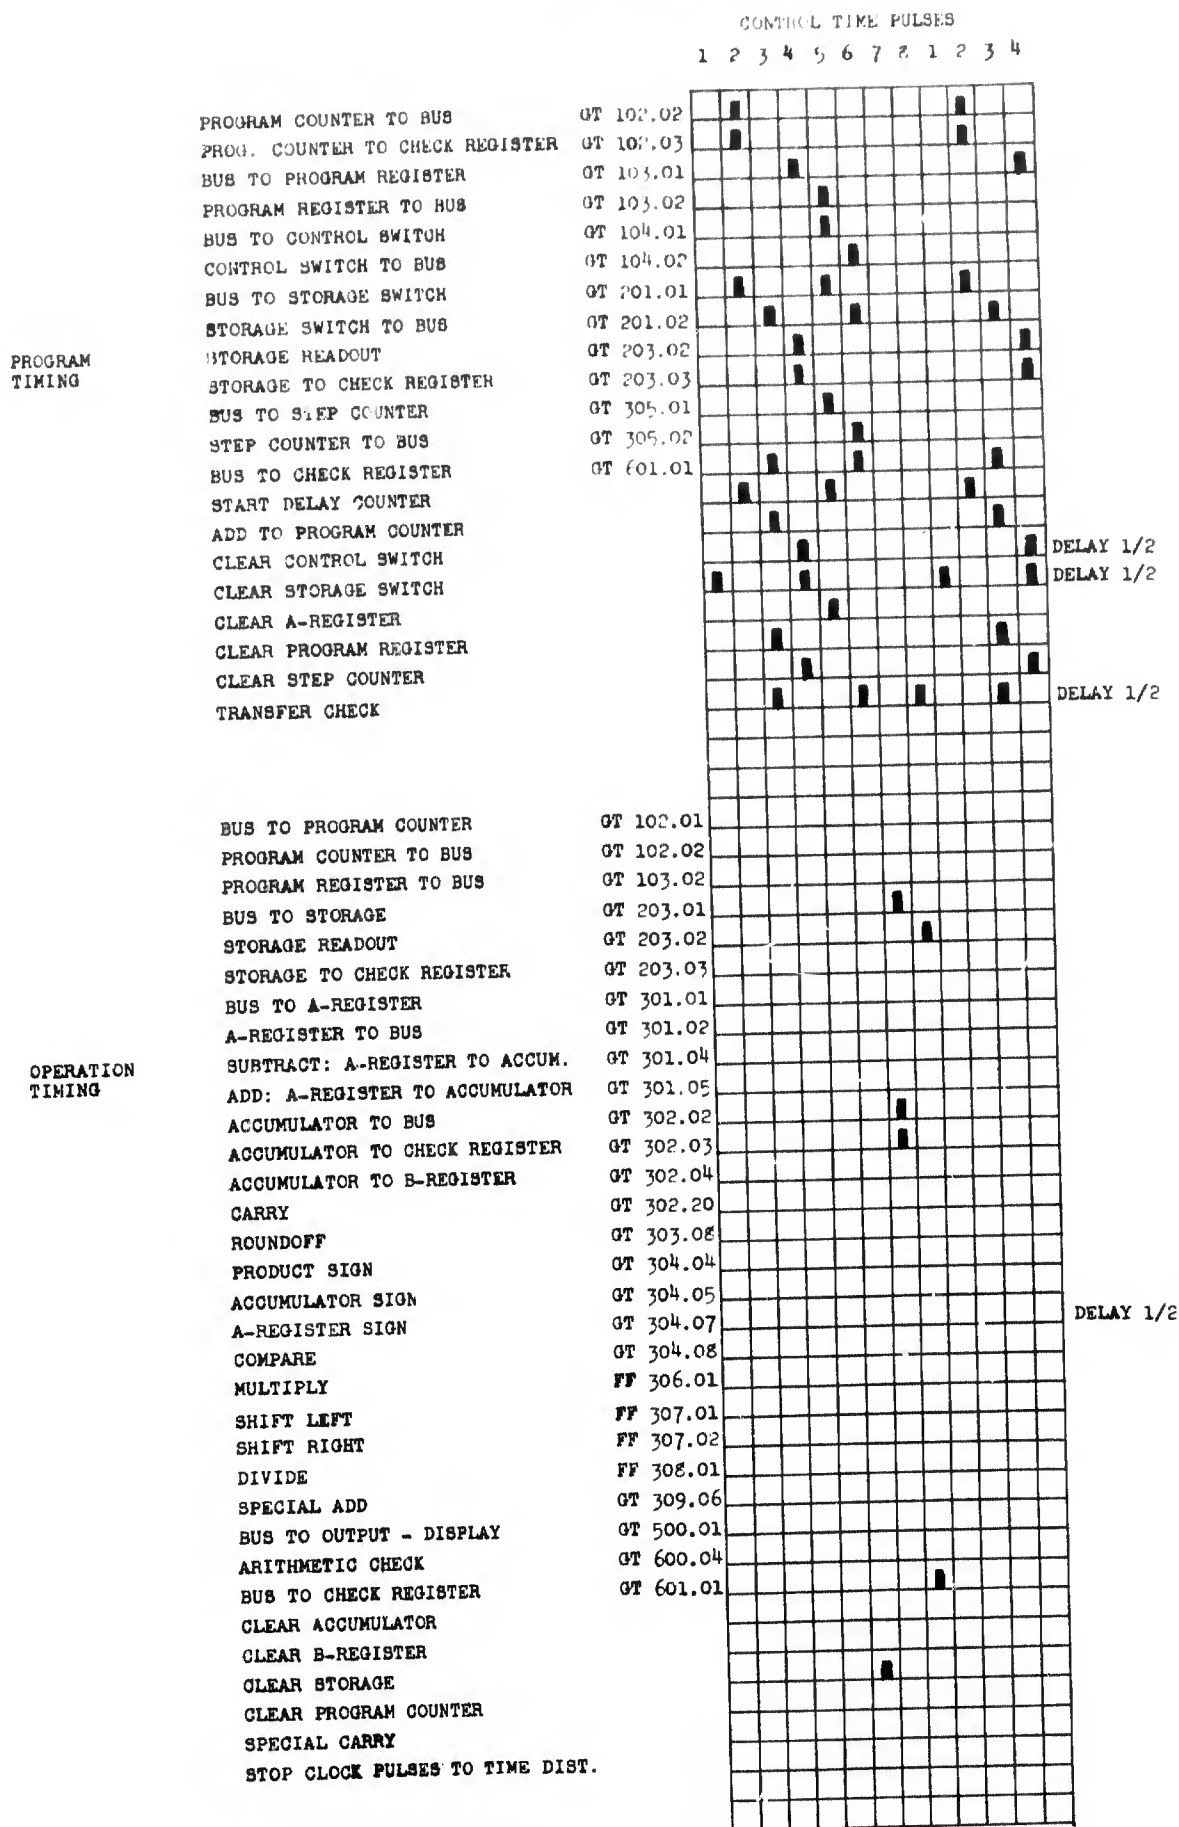 CONTROL TIME PULSES
1 2 3 4 5 6 7 8 1 2 3 4
PROGRAM COUNTER TO BUS GT 102.02
PROG. COUNTER TO CHECK REGISTER GT 102.03
BUS TO PROGRAM REGISTER GT 103.01
PROGRAM REGISTER TO BUS GT 103.02
BUS TO CONTROL SWITCH GT 104.01
CONTROL SWITCH TO BUS GT 104.02
BUS TO STORAGE SWITCH GT 201.01
STORAGE SWITCH TO BUS GT 201.02
PROGRAM TIMING
STORAGE READOUT GT 203.02
STORAGE TO CHECK REGISTER GT 203.03
BUS TO STEP COUNTER GT 305.01
STEP COUNTER TO BUS GT 305.02
BUS TO CHECK REGISTER GT 601.01
START DELAY COUNTER
ADD TO PROGRAM COUNTER
CLEAR CONTROL SWITCH DELAY 1/2
CLEAR STORAGE SWITCH DELAY 1/2
CLEAR A-REGISTER
CLEAR PROGRAM REGISTER
CLEAR STEP COUNTER
TRANSFER CHECK DELAY 1/2
BUS TO PROGRAM COUNTER GT 102.01
PROGRAM COUNTER TO BUS GT 102.02
PROGRAM REGISTER TO BUS GT 103.02
BUS TO STORAGE GT 203.01
STORAGE READOUT GT 203.02
STORAGE TO CHECK REGISTER GT 203.03
BUS TO A-REGISTER GT 301.01
A-REGISTER TO BUS GT 301.02
OPERATION TIMING
SUBTRACT: A-REGISTER TO ACCUM. GT 301.04
ADD: A-REGISTER TO ACCUMULATOR GT 301.05
ACCUMULATOR TO BUS GT 302.02
ACCUMULATOR TO CHECK REGISTER GT 302.03
ACCUMULATOR TO B-REGISTER GT 302.04
CARRY GT 302.20
ROUNDOFF GT 303.08
PRODUCT SIGN GT 304.04
ACCUMULATOR SIGN GT 304.05
A-REGISTER SIGN GT 304.07 DELAY 1/2
COMPARE GT 304.08
MULTIPLY FF 306.01
SHIFT LEFT FF 307.01
SHIFT RIGHT FF 307.02
DIVIDE FF 308.01
SPECIAL ADD GT 309.06
BUS TO OUTPUT - DISPLAY GT 500.01
ARITHMETIC CHECK GT 600.04
BUS TO CHECK REGISTER GT 601.01
CLEAR ACCUMULATOR
CLEAR B-REGISTER
CLEAR STORAGE
CLEAR PROGRAM COUNTER
SPECIAL CARRY
STOP CLOCK PULSES TO TIME DIST.